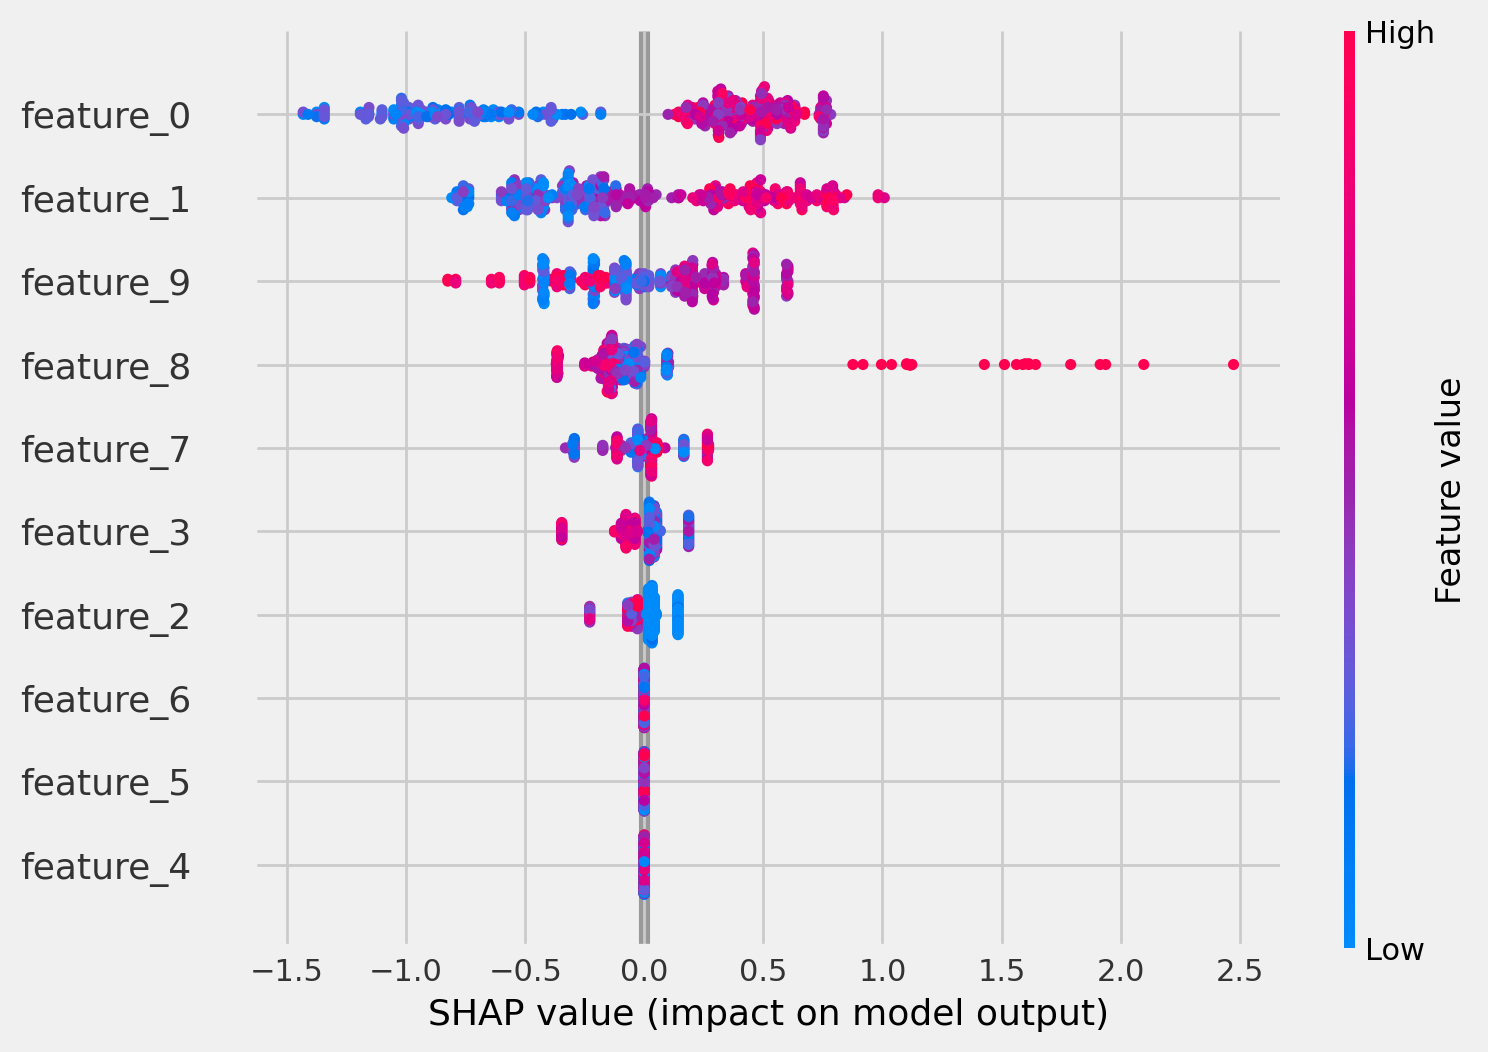 High
feature_0
feature_1
feature_9
feature_8
feature_7
feature_3
feature_2
feature_6
feature_5
feature_4
Feature value
Low
−1.5 −1.0 −0.5 0.0 0.5 1.0 1.5 2.0 2.5
SHAP value (impact on model output)